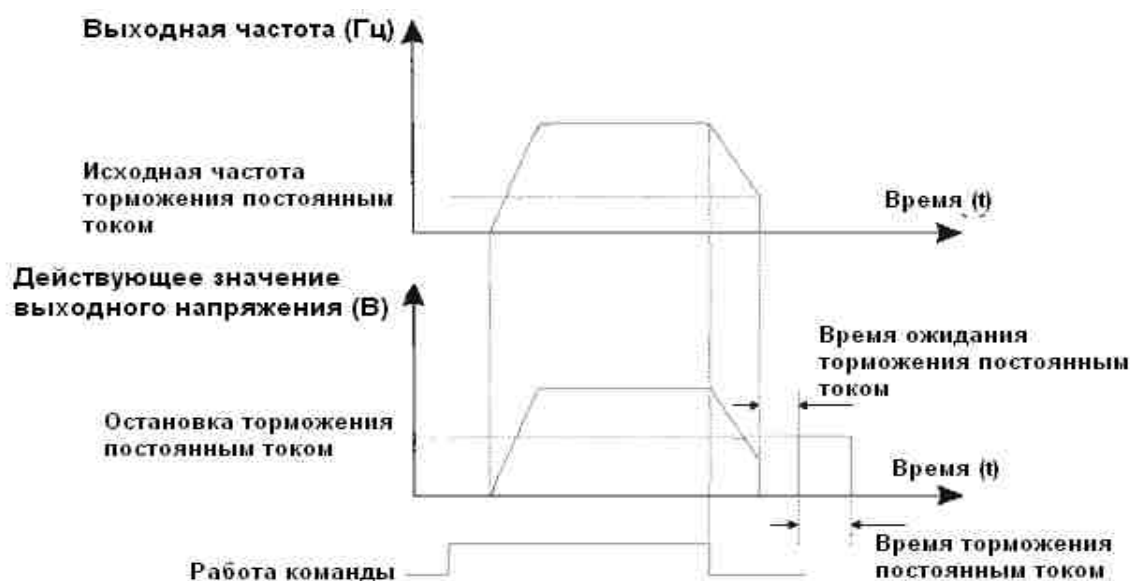 Выходная частота (Гц)
Исходная частота
торможения постоянным
током
Время (t)
Действующее значение
выходного напряжения (В)
Время ожидания
торможения постоянным
током
Остановка торможения
постоянным током
Время (t)
Время торможения
постоянным током
Работа команды